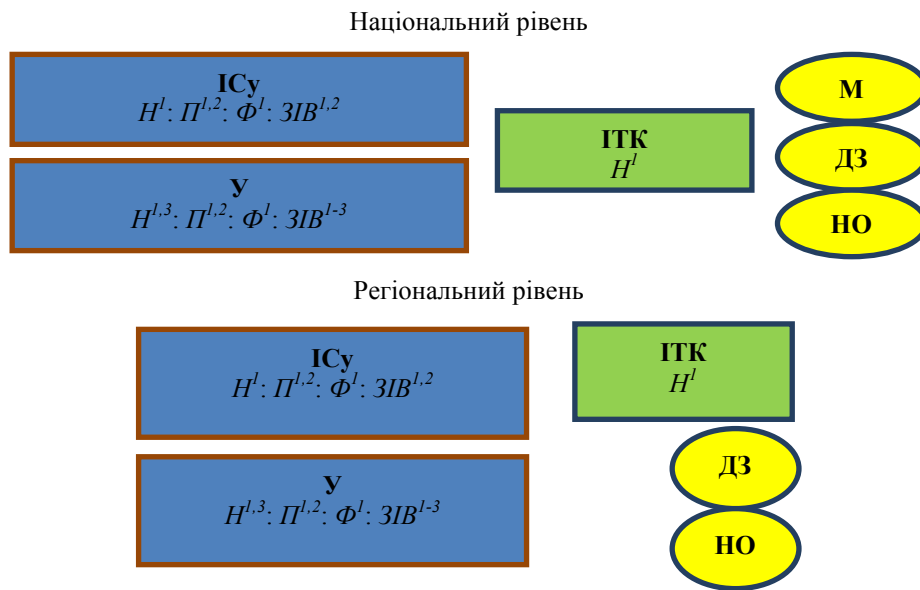 Національний рівень
ІСу
Н¹: П¹,²: Ф¹: ЗІВ¹,²
У
Н¹,³: П¹,²: Ф¹: ЗІВ¹⁻³
ІТК
Н¹
М
ДЗ
НО
Регіональний рівень
ІСу
Н¹: П¹,²: Ф¹: ЗІВ¹,²
У
Н¹,³: П¹,²: Ф¹: ЗІВ¹⁻³
ІТК
Н¹
ДЗ
НО